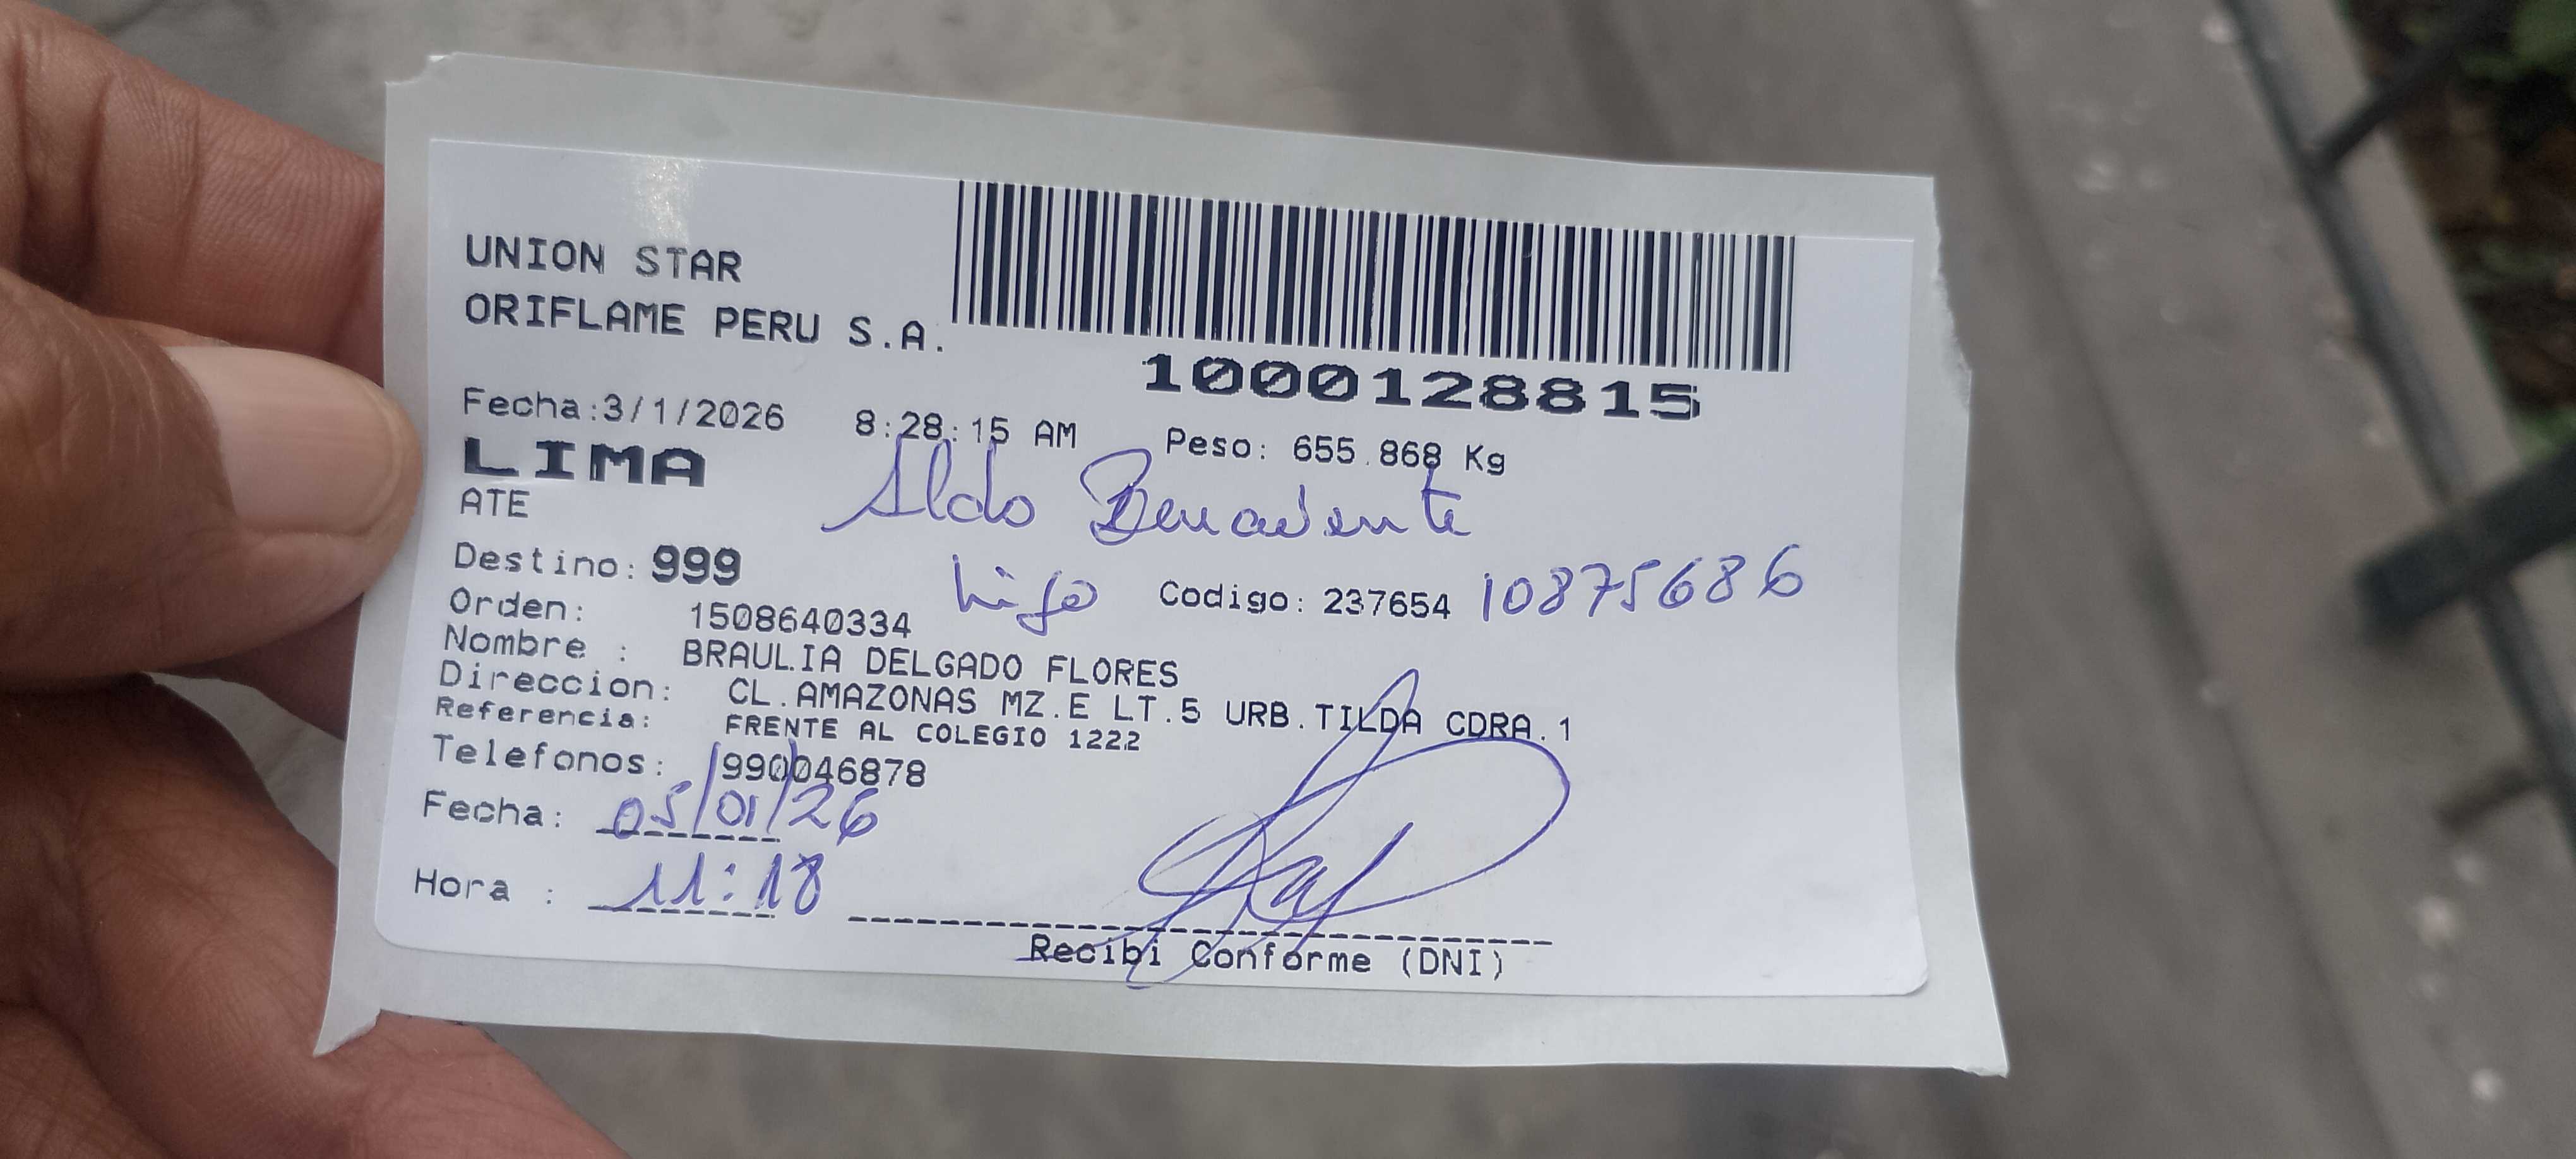 UNION STAR
ORIFLAME PERU S.A.
1000128815
Fecha:3/1/2026 8:28:15 AM Peso: 655.868 Kg
LIMA
ATE
Aldo Benavente
Destino: 999
hijo Codigo: 237654 10875686
Orden: 1508640334
Nombre : BRAULIA DELGADO FLORES
Direccion: CL.AMAZONAS MZ.E LT.5 URB.TILDA CDRA.1
Referencia: FRENTE AL COLEGIO 1222
Telefonos: 990046878
Fecha: 05/01/26
Hora : 11:18
Recibi Conforme (DNI)